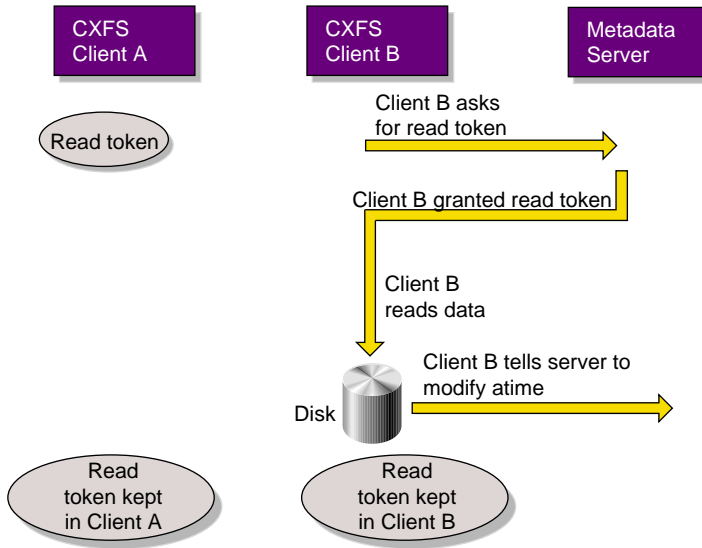 CXFS
Client A
CXFS
Client B
Metadata
Server
Read token
Client B asks
for read token
Client B granted read token
Client B
reads data
Client B tells server to
modify atime
Disk
Read
token kept
in Client A
Read
token kept
in Client B